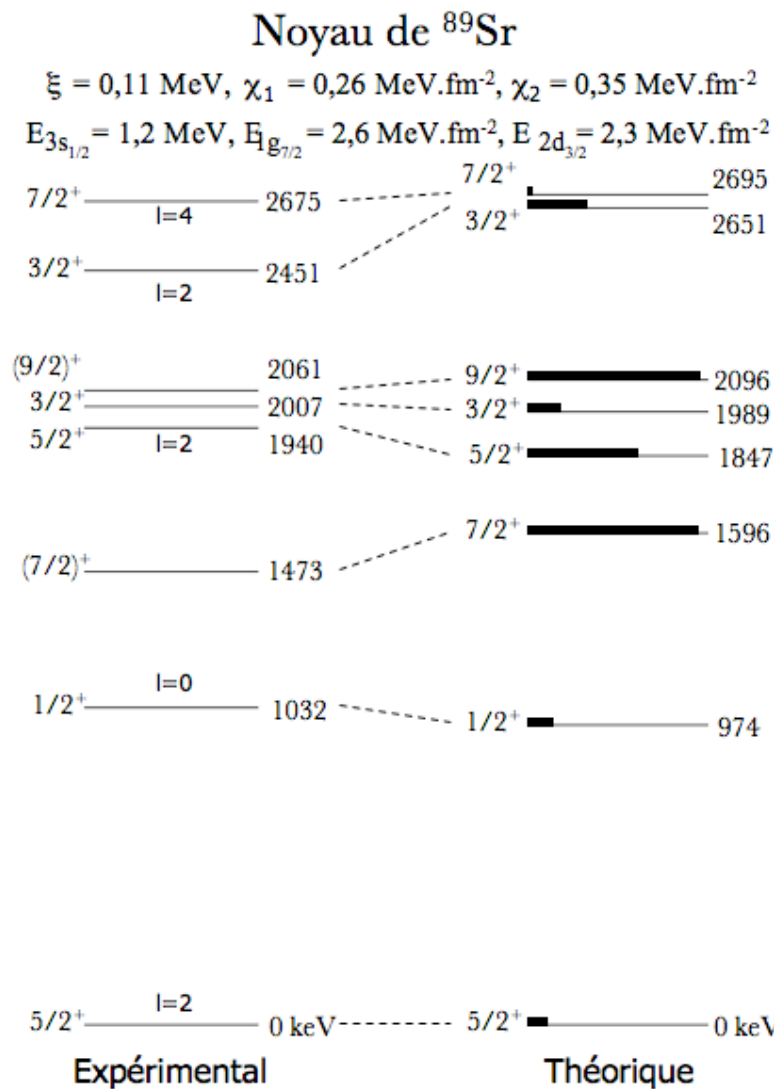 Noyau de ⁸⁹Sr
ξ = 0,11 MeV, χ₁ = 0,26 MeV.fm⁻², χ₂ = 0,35 MeV.fm⁻²
E₃ₛ₁/₂ = 1,2 MeV, E₁g₇/₂ = 2,6 MeV.fm⁻², E ₂d₃/₂ = 2,3 MeV.fm⁻²
7/2⁺ l=4 2675
3/2⁺ l=2 2451
(9/2)⁺ 2061
3/2⁺ 2007
5/2⁺ l=2 1940
(7/2)⁺ 1473
1/2⁺ l=0 1032
5/2⁺ l=2 0 keV
Expérimental
7/2⁺ 2695
3/2⁺ 2651
9/2⁺ 2096
3/2⁺ 1989
5/2⁺ 1847
7/2⁺ 1596
1/2⁺ 974
5/2⁺ 0 keV
Théorique